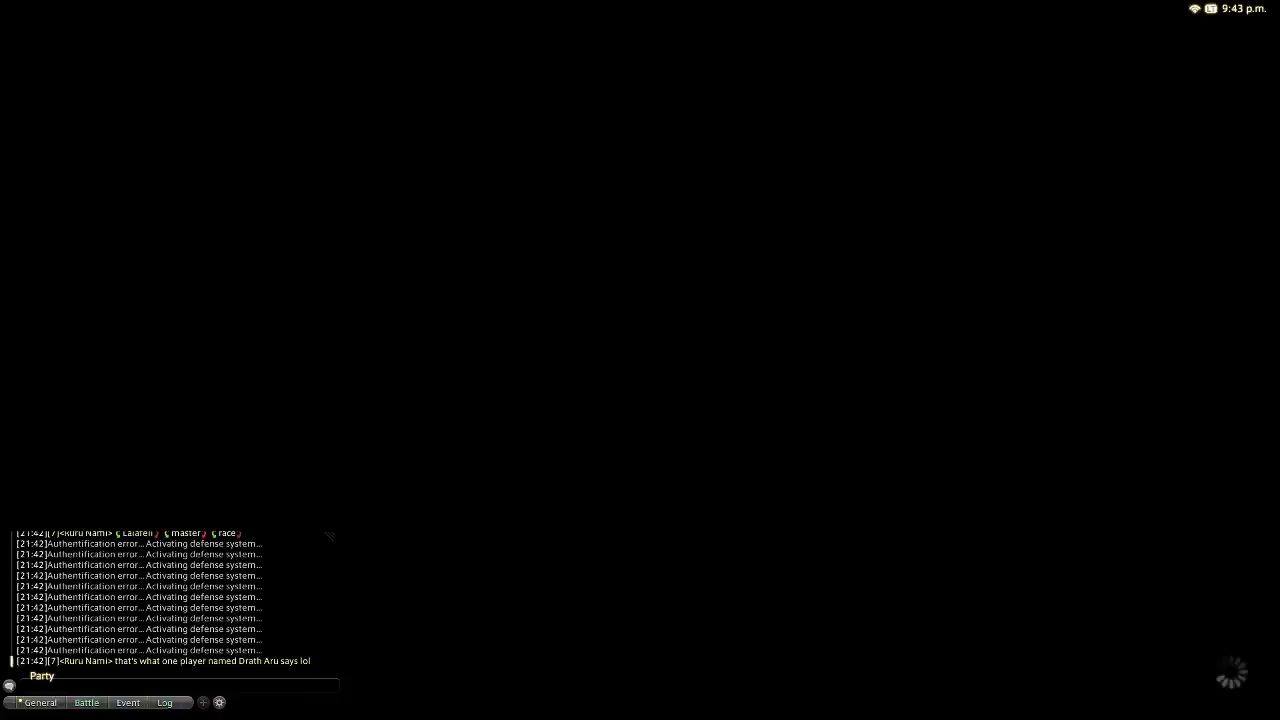 LT 9:43 p.m.
[21:42][7]<Ruru Nami> Lalafell master race
[21:42]Authentification error... Activating defense system...
[21:42]Authentification error... Activating defense system...
[21:42]Authentification error... Activating defense system...
[21:42]Authentification error... Activating defense system...
[21:42]Authentification error... Activating defense system...
[21:42]Authentification error... Activating defense system...
[21:42]Authentification error... Activating defense system...
[21:42]Authentification error... Activating defense system...
[21:42]Authentification error... Activating defense system...
[21:42]Authentification error... Activating defense system...
[21:42]Authentification error... Activating defense system...
[21:42][7]<Ruru Nami> that's what one player named Drath Aru says lol
Party
General Battle Event Log